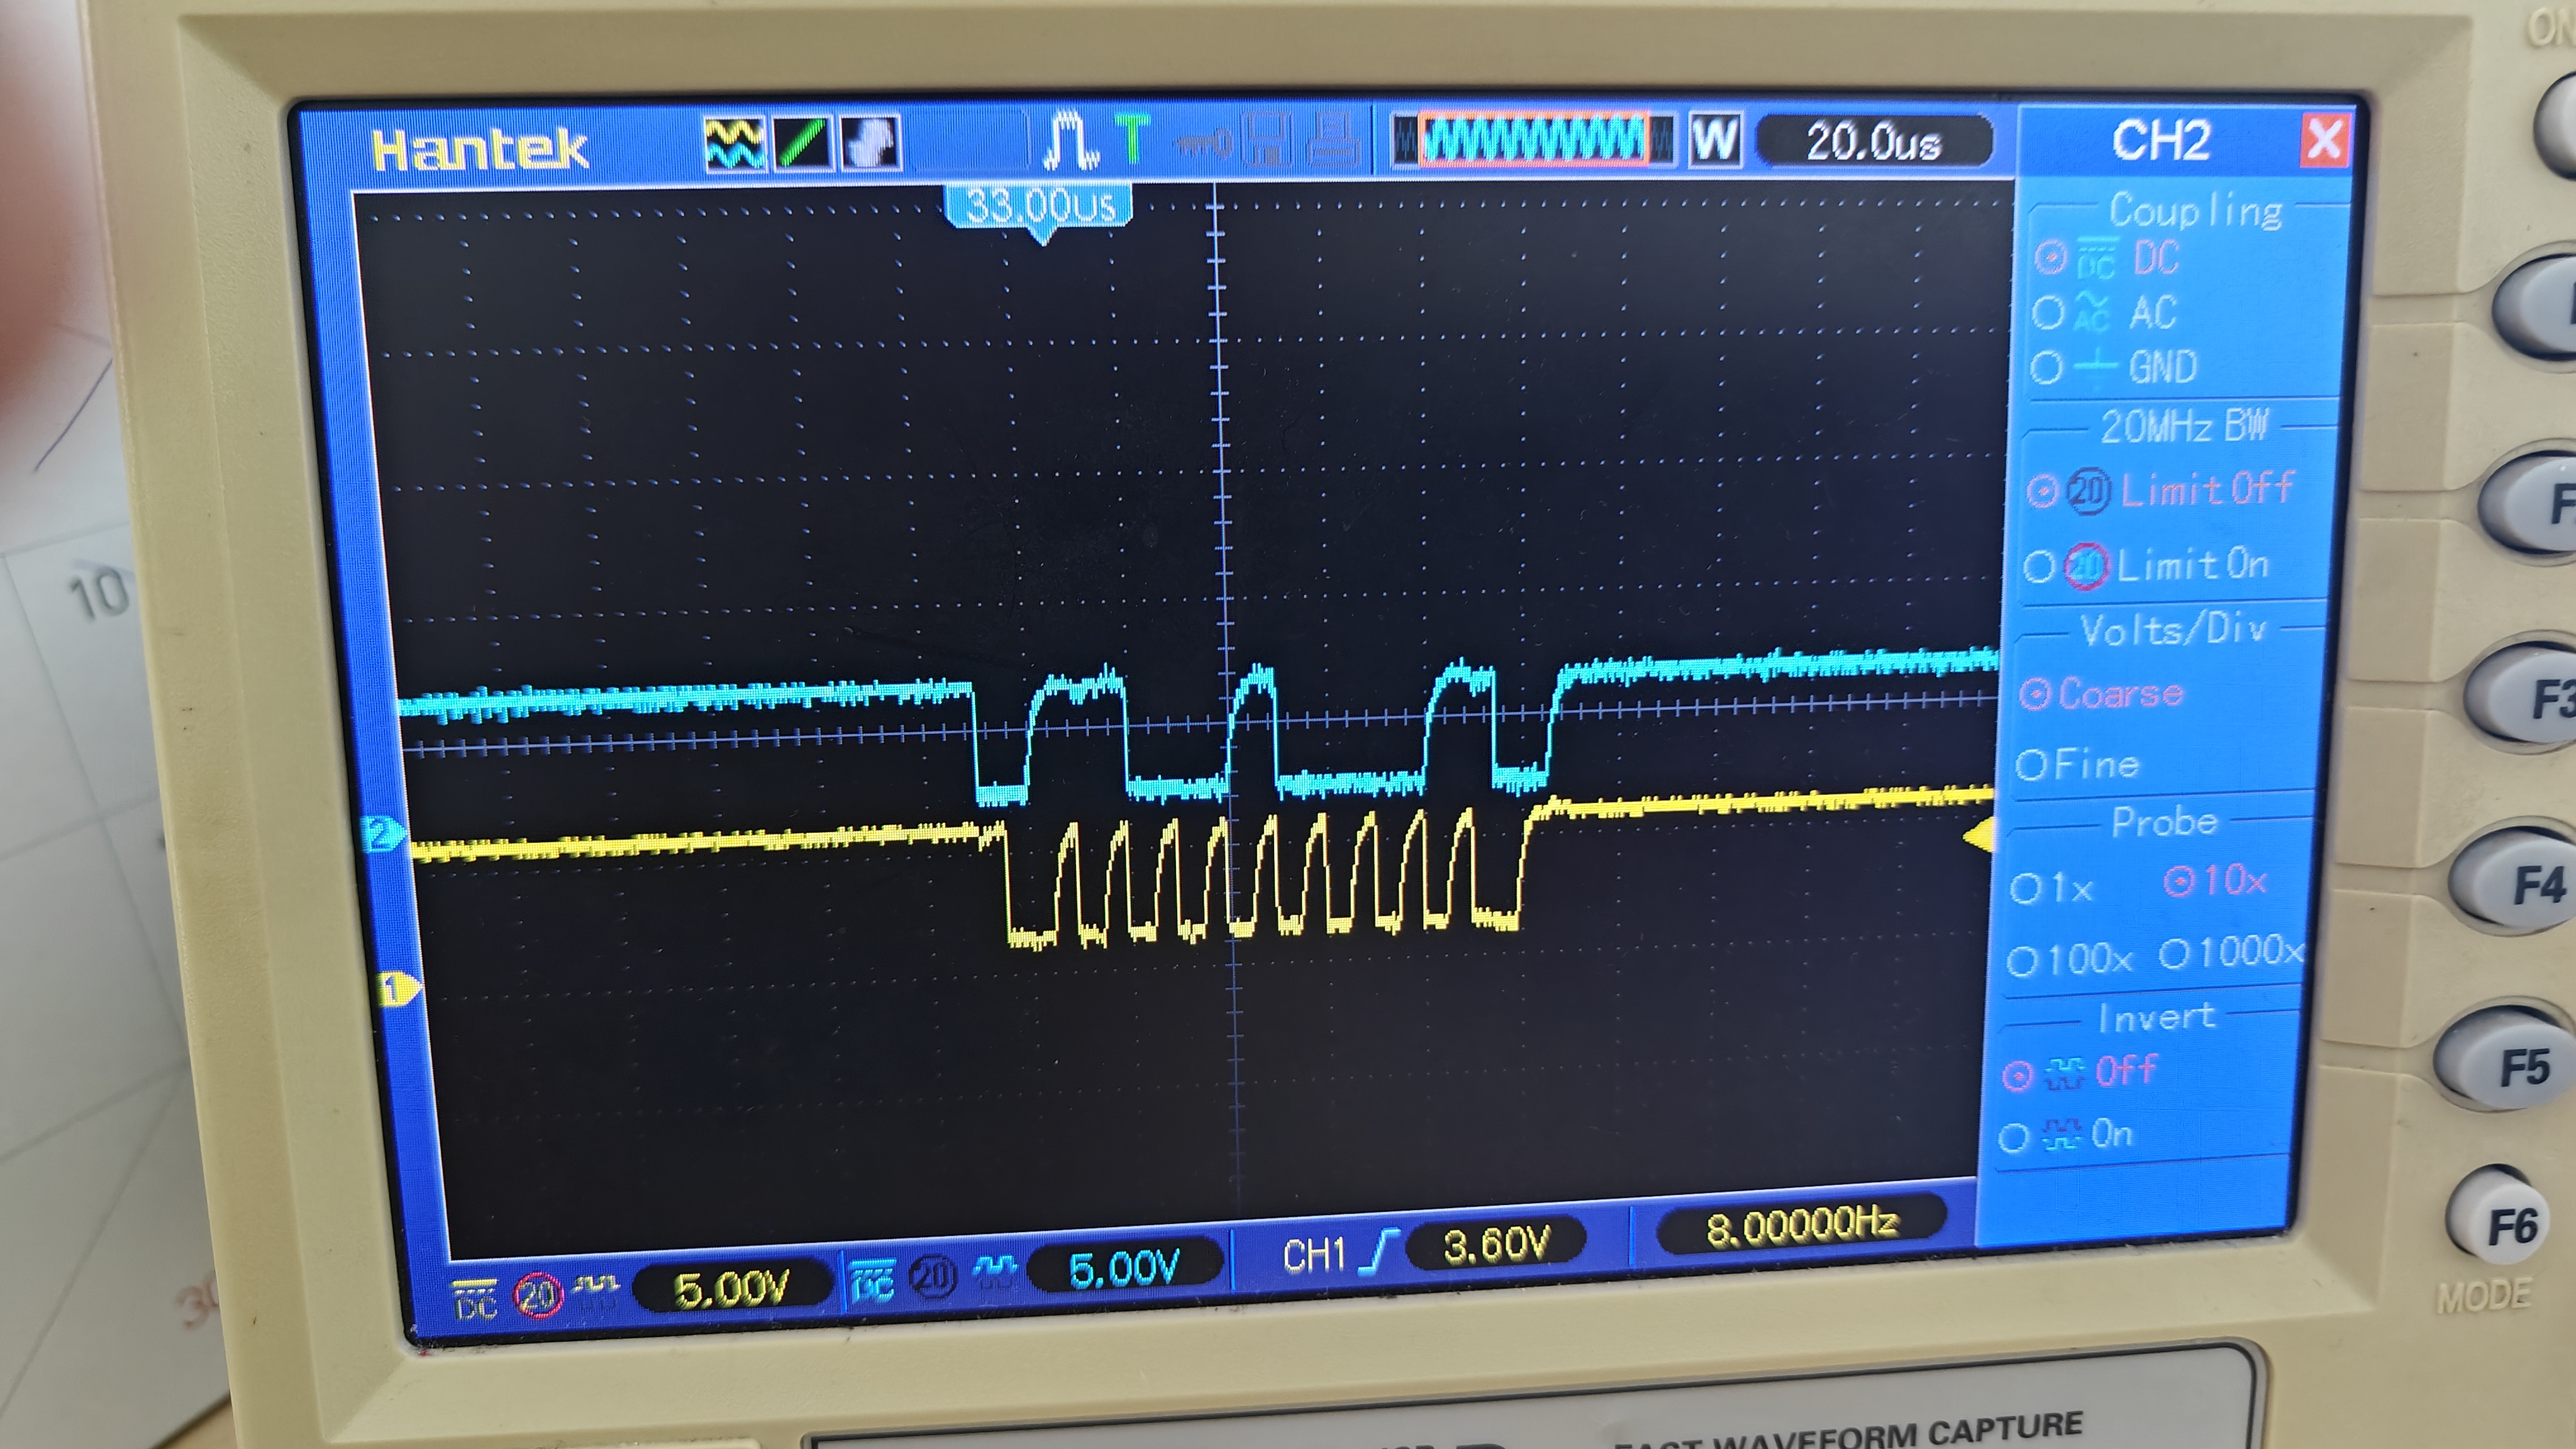 Hantek
T
W
20.0us
33.00us
CH2
X
Coupling
DC DC
AC AC
GND
20MHz BW
20 Limit Off
20 Limit On
Volts/Div
Coarse
Fine
Probe
1x 10x
100x 1000x
Invert
Off
On
2
1
DC 20 5.00V DC 20 5.00V CH1 3.60V 8.00000Hz
ON
F3
F4
F5
F6
MODE
FAST WAVEFORM CAPTURE
10